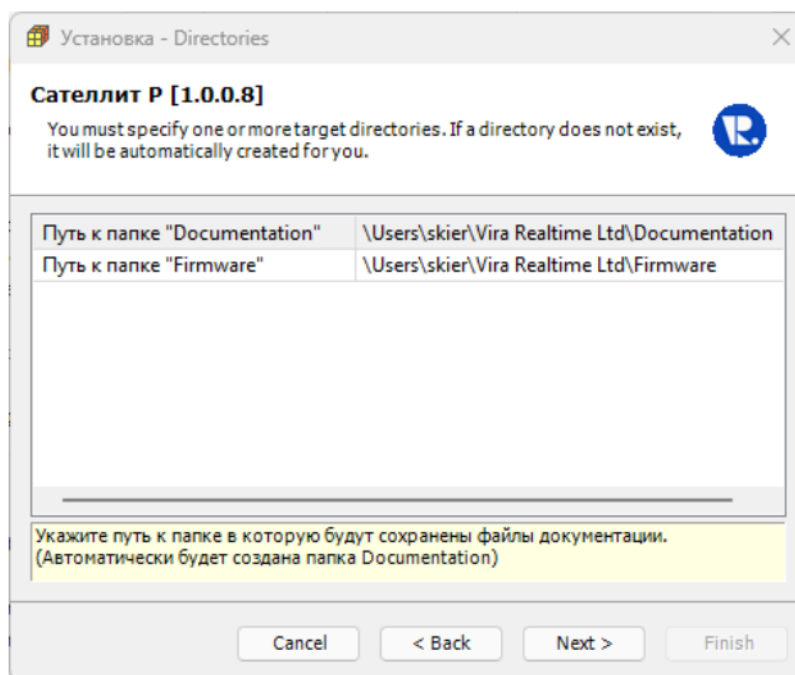 Установка - Directories
Сателлит Р [1.0.0.8]
You must specify one or more target directories. If a directory does not exist,
it will be automatically created for you.
Путь к папке "Documentation" \Users\skier\Vira Realtime Ltd\Documentation
Путь к папке "Firmware" \Users\skier\Vira Realtime Ltd\Firmware
Укажите путь к папке в которую будут сохранены файлы документации.
(Автоматически будет создана папка Documentation)
Cancel < Back Next > Finish